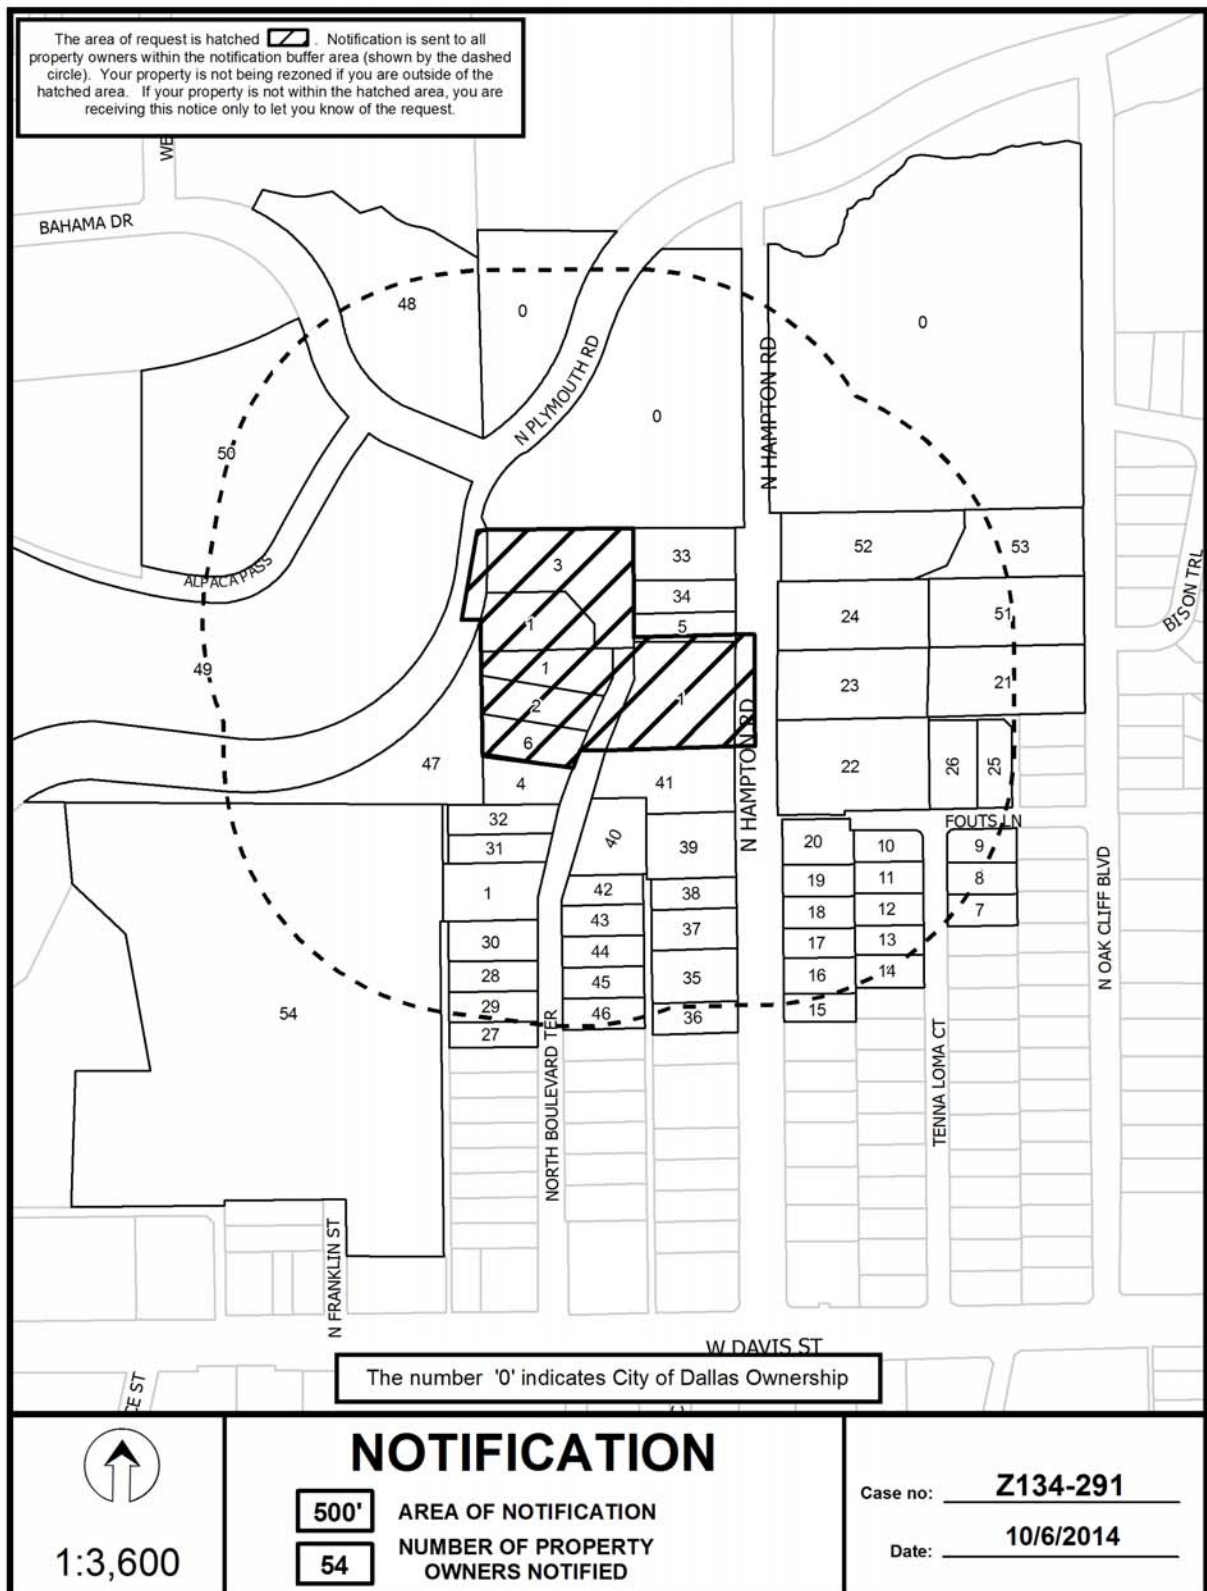 The area of request is hatched . Notification is sent to all
property owners within the notification buffer area (shown by the dashed
circle). Your property is not being rezoned if you are outside of the
hatched area. If your property is not within the hatched area, you are
receiving this notice only to let you know of the request.
WE
BAHAMA DR
48
0
0
N PLYMOUTH RD
N HAMPTON RD
0
50
3
33
52
53
ALPACA PASS
34
1
5
24
51
BISON TRL
49
1
23
21
2
1
6
N HAMPTON RD
47
4
41
22
26
25
32
FOUTS LN
31
40
39
20
10
9
19
11
8
1
42
38
18
12
7
43
37
17
13
30
44
28
45
35
16
14
29
46
36
15
27
54
N OAK CLIFF BLVD
NORTH BOULEVARD TER
TENNA LOMA CT
N FRANKLIN ST
W DAVIS ST
CE ST
The number '0' indicates City of Dallas Ownership
1:3,600
NOTIFICATION
500' AREA OF NOTIFICATION
54 NUMBER OF PROPERTY
OWNERS NOTIFIED
Case no: Z134-291
Date: 10/6/2014